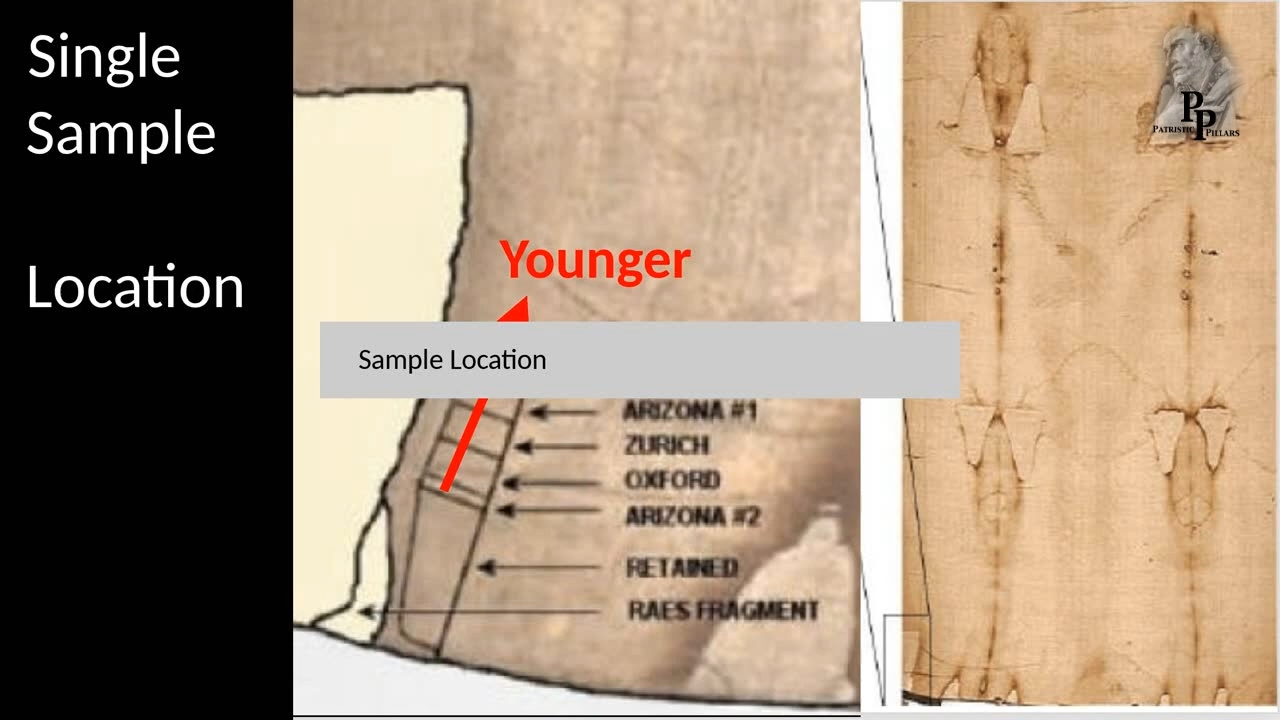 Single
Sample
Location
Younger
Sample Location
ARIZONA #1
ZURICH
OXFORD
ARIZONA #2
RETAINED
RAES FRAGMENT
PP
PATRISTIC PILLARS